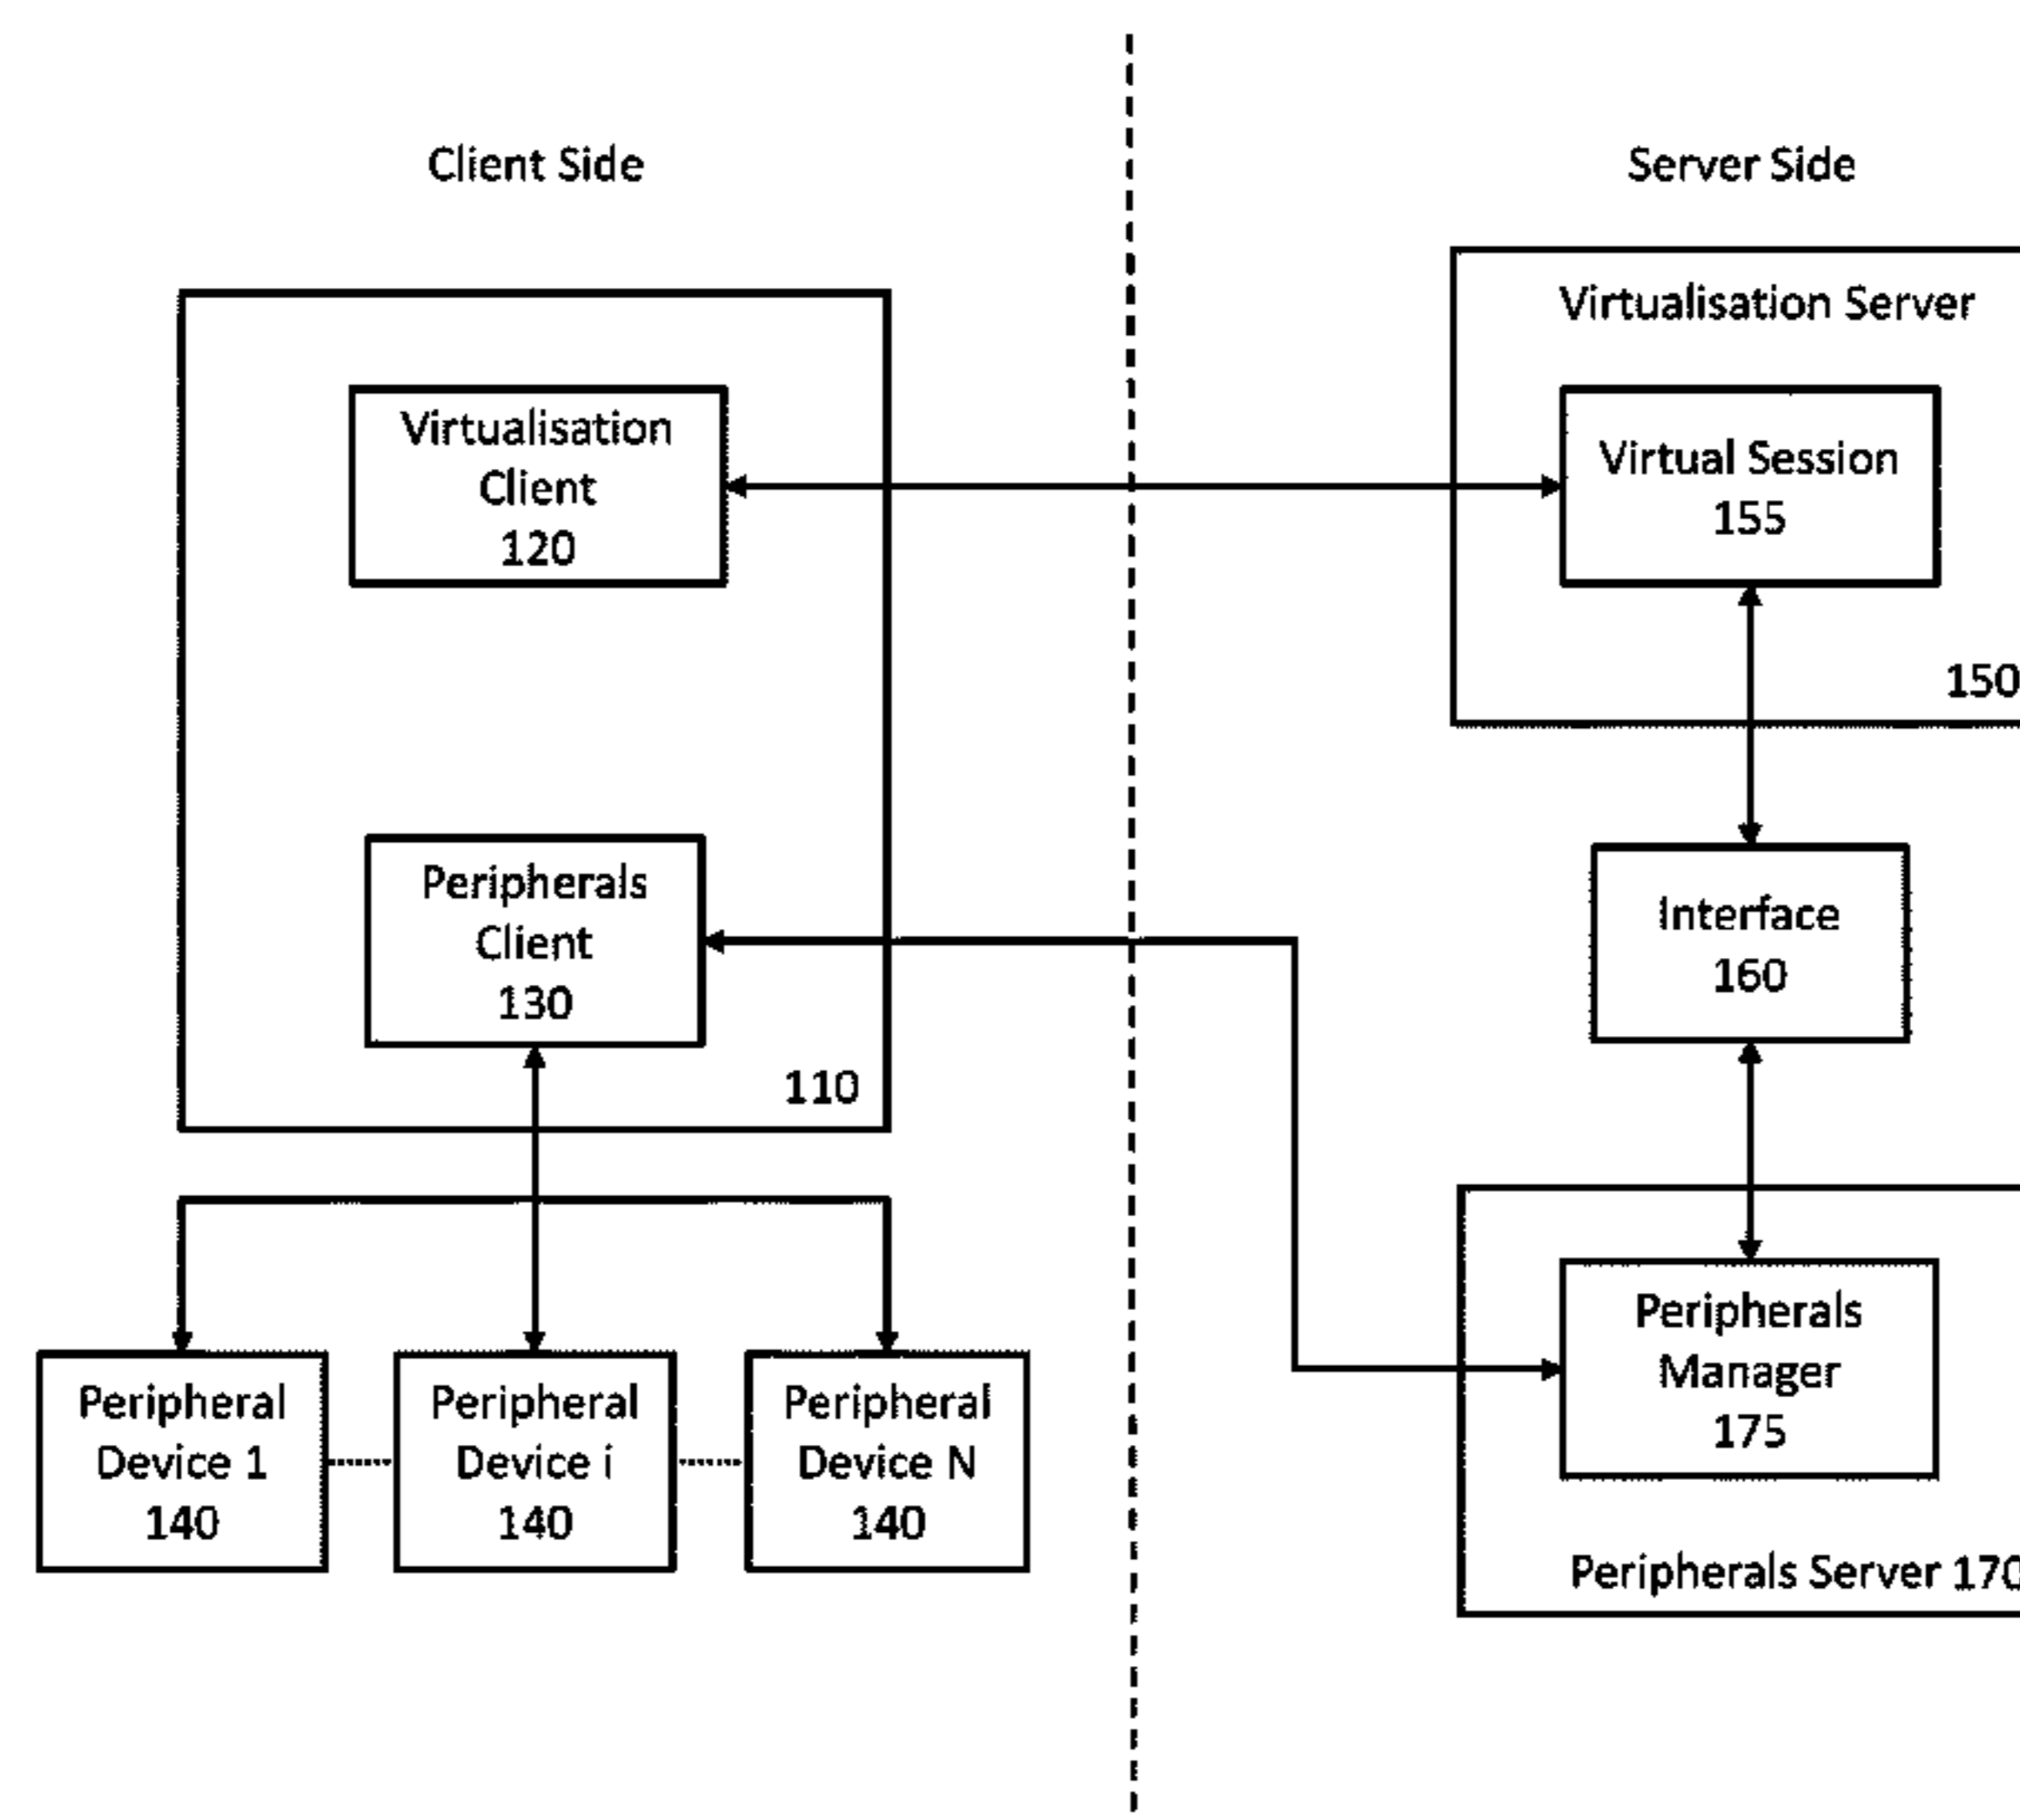 Client Side
Server Side
Virtualisation Server
Virtualisation
Client
120
Virtual Session
155
150
Peripherals
Client
130
110
Interface
160
Peripheral
Device 1
140
Peripheral
Device i
140
Peripheral
Device N
140
Peripherals
Manager
175
Peripherals Server 170